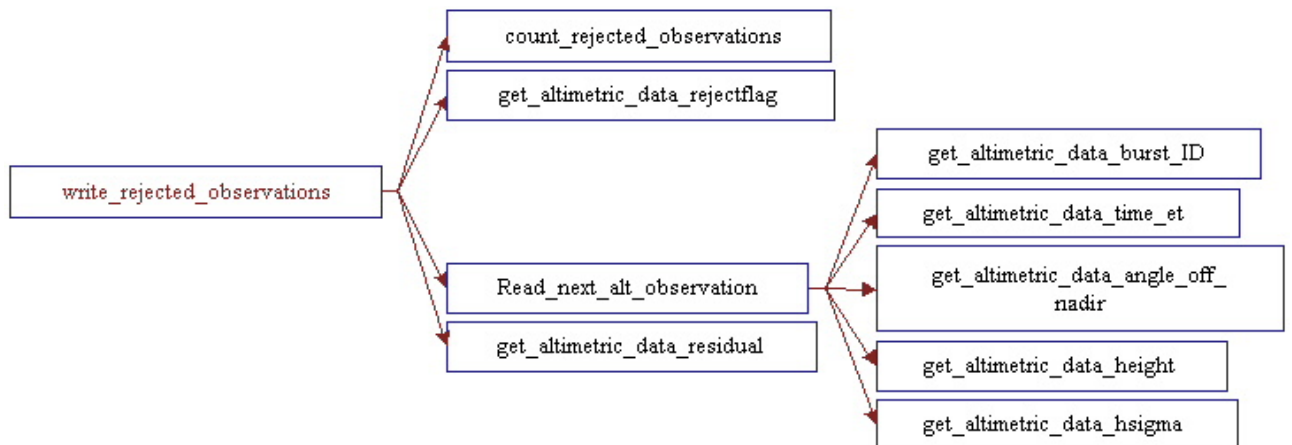 count_rejected_observations
get_altimetric_data_rejectflag
write_rejected_observations
Read_next_alt_observation
get_altimetric_data_residual
get_altimetric_data_burst_ID
get_altimetric_data_time_et
get_altimetric_data_angle_off_
nadir
get_altimetric_data_height
get_altimetric_data_hsigma